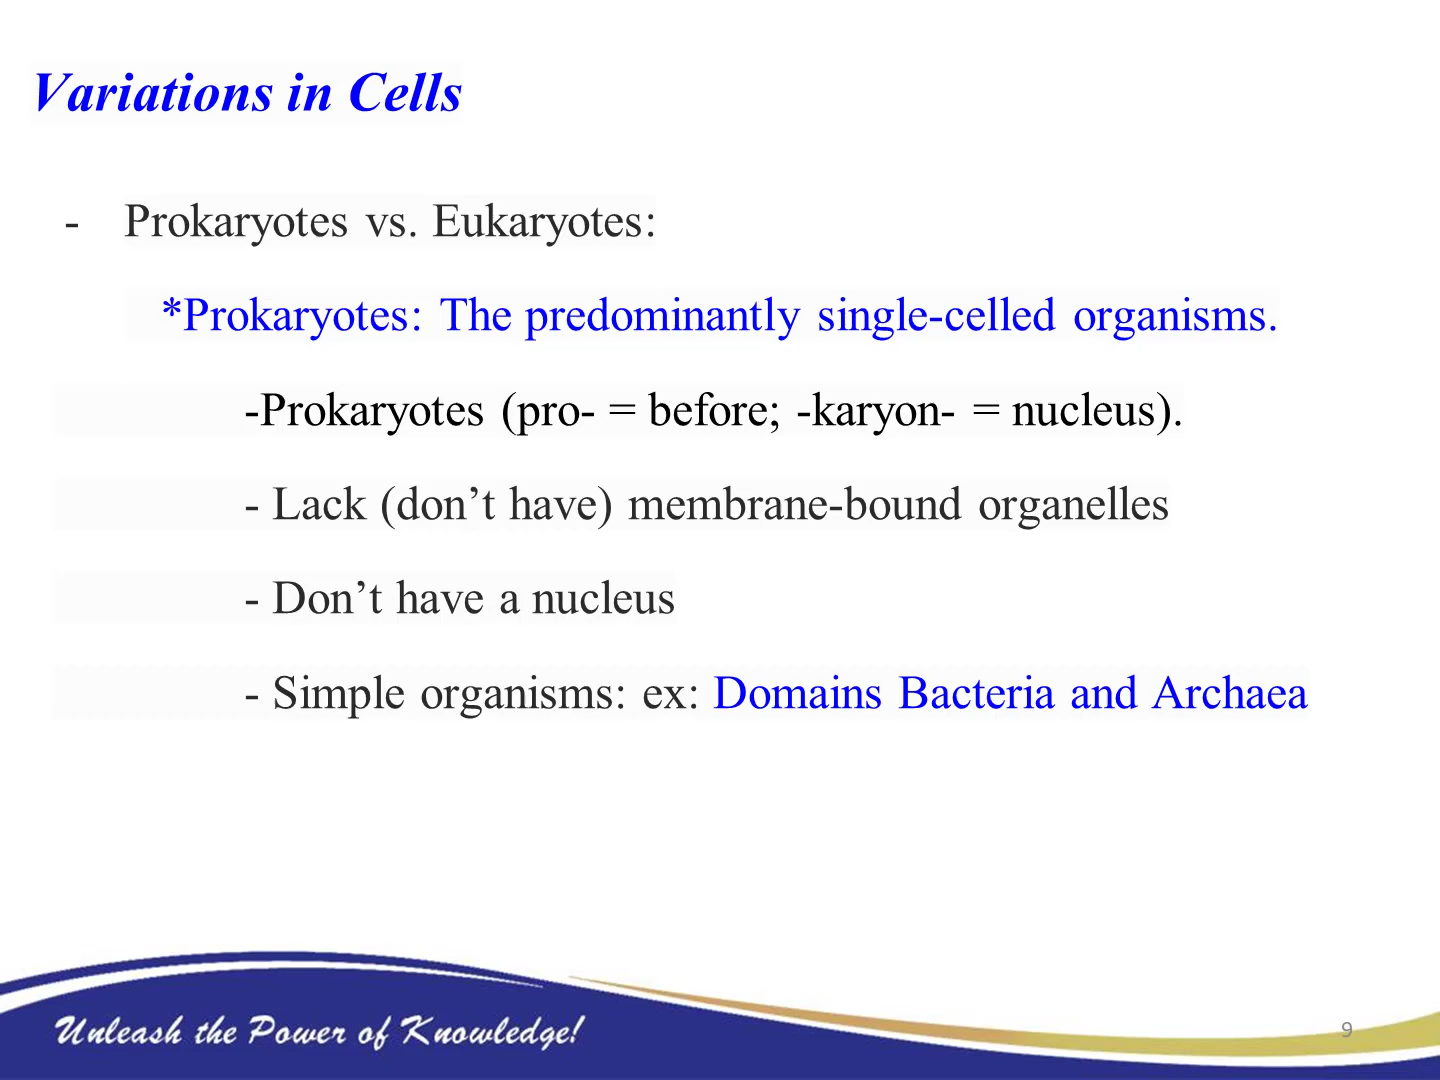 Variations in Cells
- Prokaryotes vs. Eukaryotes:
*Prokaryotes: The predominantly single-celled organisms.
-Prokaryotes (pro- = before; -karyon- = nucleus).
- Lack (don’t have) membrane-bound organelles
- Don’t have a nucleus
- Simple organisms: ex: Domains Bacteria and Archaea
Unleash the Power of Knowledge!
9